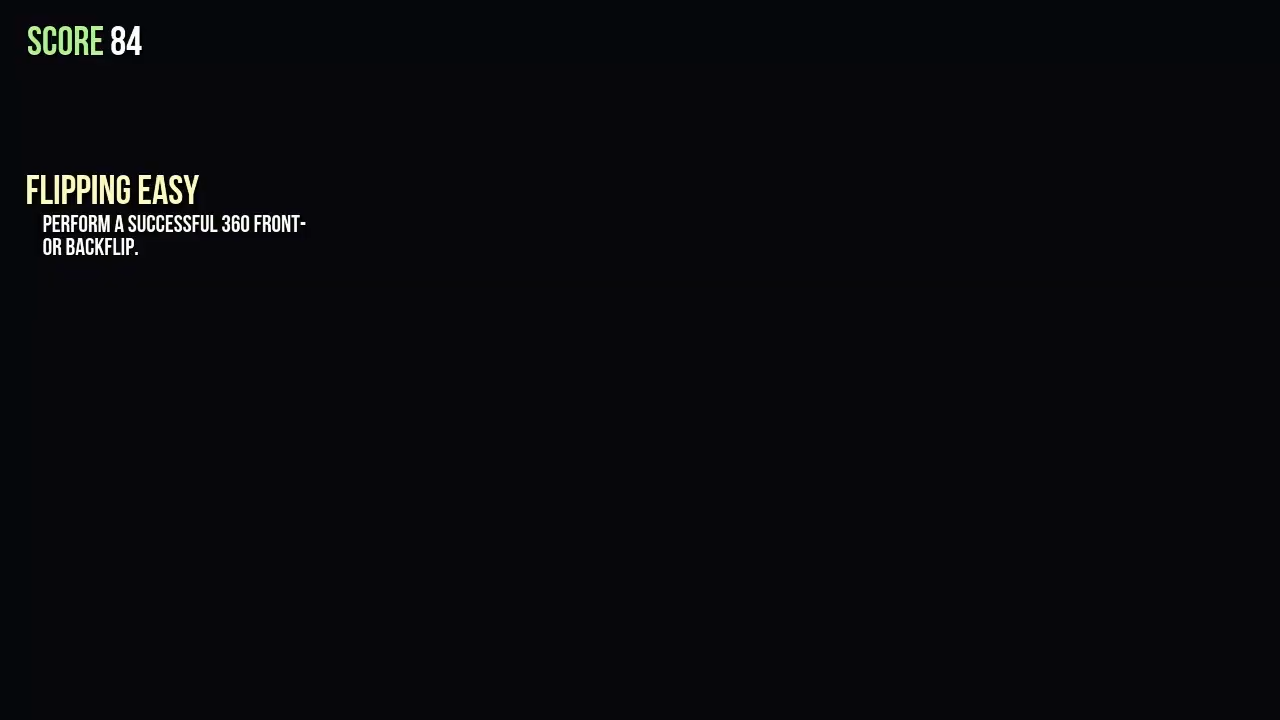 SCORE 84
FLIPPING EASY
PERFORM A SUCCESSFUL 360 FRONT-
OR BACKFLIP.